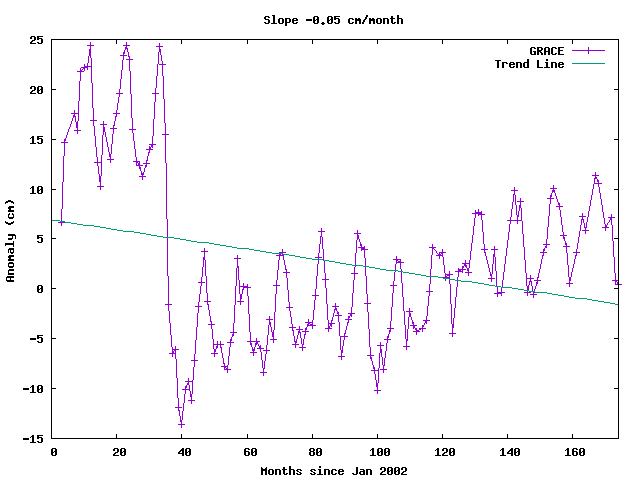 Slope -0.05 cm/month
GRACE
Trend Line
25
20
15
10
5
0
-5
-10
-15
Anomaly (cm)
0 20 40 60 80 100 120 140 160
Months since Jan 2002